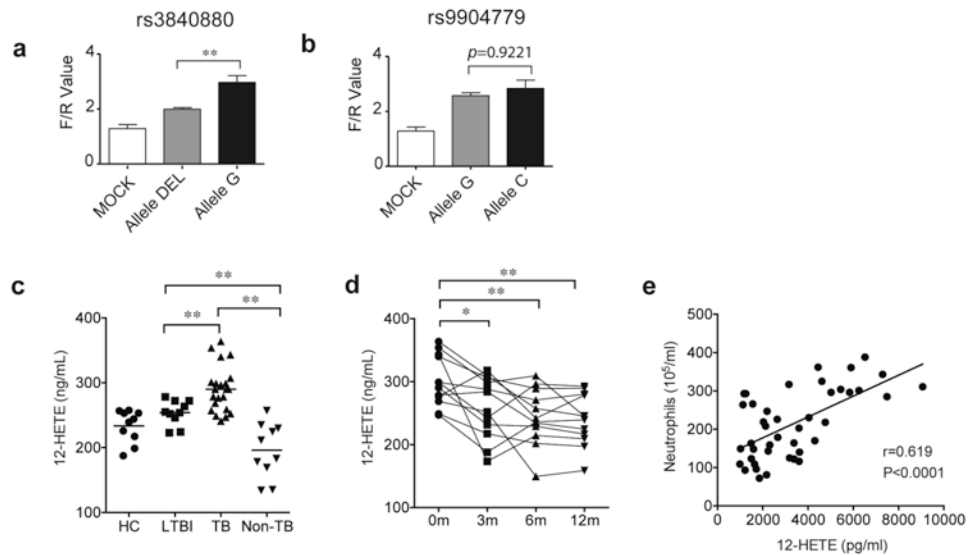 rs3840880
rs9904779
a
F/R Value
4
2
0
**
MOCK
Allele DEL
Allele G
b
F/R Value
4
2
0
p=0.9221
MOCK
Allele G
Allele C
c
12-HETE (ng/mL)
400
300
200
100
**
**
**
HC
LTBI
TB
Non-TB
d
12-HETE (ng/mL)
400
300
200
100
**
**
*
0m
3m
6m
12m
e
Neutrophils (10⁵/ml)
500
400
300
200
100
0
r=0.619
P<0.0001
0
2000
4000
6000
8000
10000
12-HETE (pg/ml)